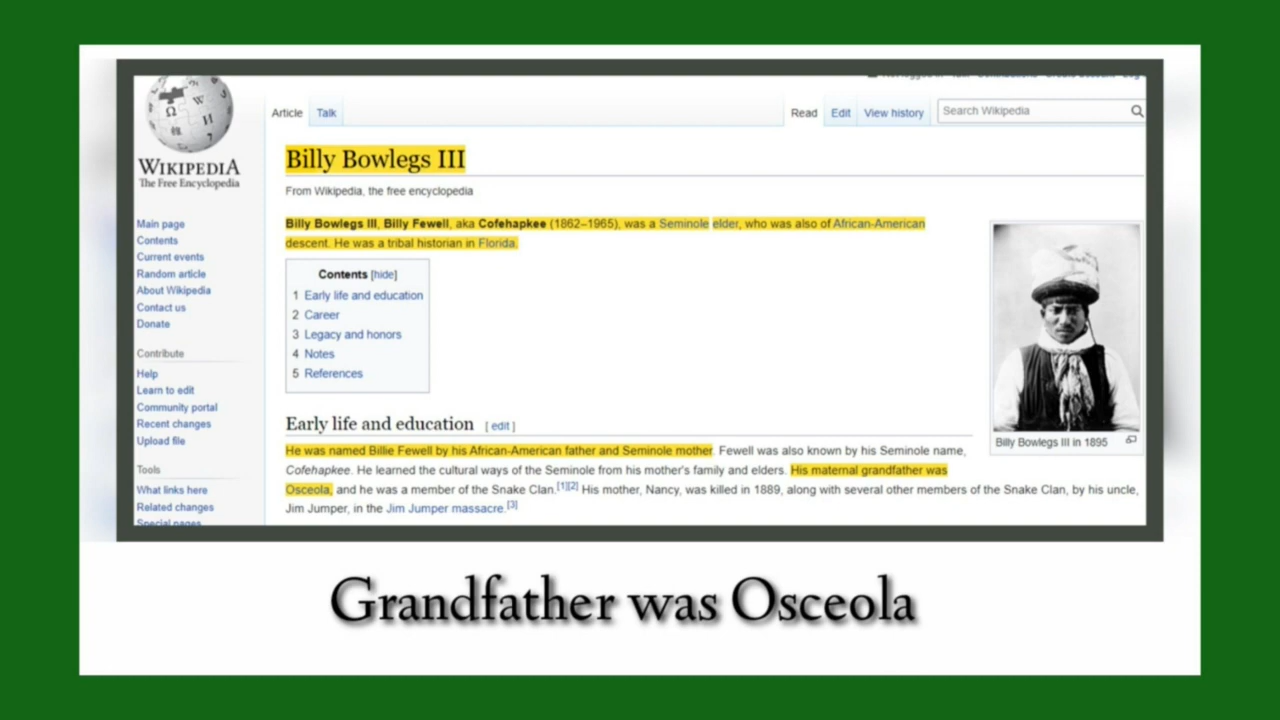 WIKIPEDIA
The Free Encyclopedia
Main page
Contents
Current events
Random article
About Wikipedia
Contact us
Donate
Contribute
Help
Learn to edit
Community portal
Recent changes
Upload file
Tools
What links here
Related changes
Special pages
Article Talk
Read Edit View history Search Wikipedia
Billy Bowlegs III
From Wikipedia, the free encyclopedia
Billy Bowlegs III, Billy Fewell, aka Cofehapkee (1862–1965), was a Seminole elder, who was also of African-American
descent. He was a tribal historian in Florida.
Contents [hide]
1 Early life and education
2 Career
3 Legacy and honors
4 Notes
5 References
Billy Bowlegs III in 1895
Early life and education [ edit ]
He was named Billie Fewell by his African-American father and Seminole mother. Fewell was also known by his Seminole name,
Cofehapkee. He learned the cultural ways of the Seminole from his mother's family and elders. His maternal grandfather was
Osceola, and he was a member of the Snake Clan.[1][2] His mother, Nancy, was killed in 1889, along with several other members of the Snake Clan, by his uncle,
Jim Jumper, in the Jim Jumper massacre.[3]
Grandfather was Osceola